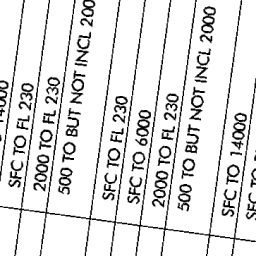 SFC TO FL 230
2000 TO FL 230
500 TO BUT NOT INCL 200
SFC TO FL 230
SFC TO 6000
2000 TO FL 230
500 TO BUT NOT INCL 2000
SFC TO 14000